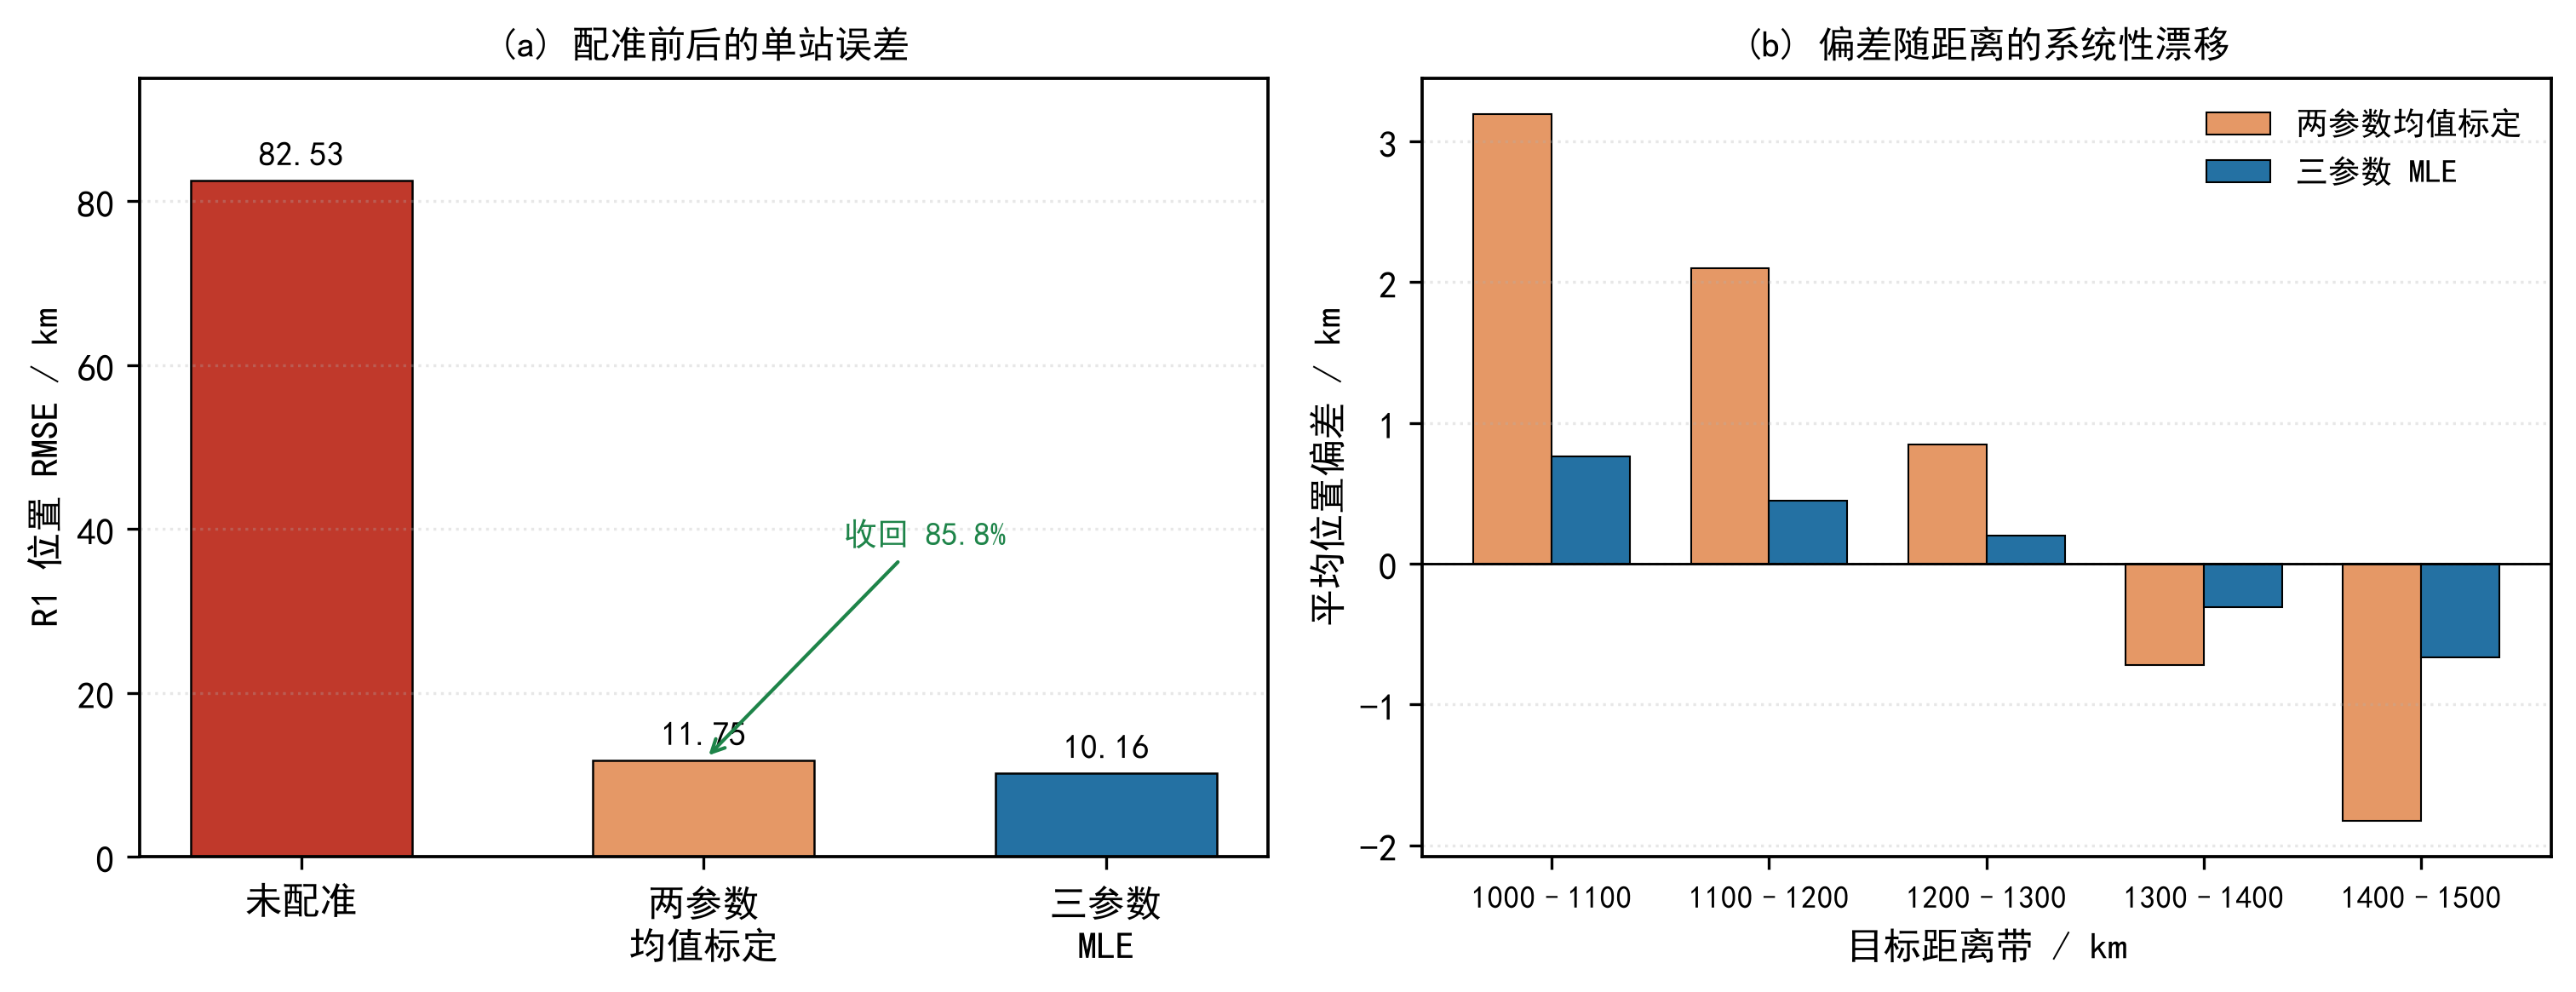 (a) 配准前后的单站误差
R1 位置 RMSE / km
80
60
40
20
0
82.53
收回 85.8%
11.75
10.16
未配准
两参数
均值标定
三参数
MLE
(b) 偏差随距离的系统性漂移
两参数均值标定
三参数 MLE
平均位置偏差 / km
3
2
1
0
−1
−2
1000-1100
1100-1200
1200-1300
1300-1400
1400-1500
目标距离带 / km